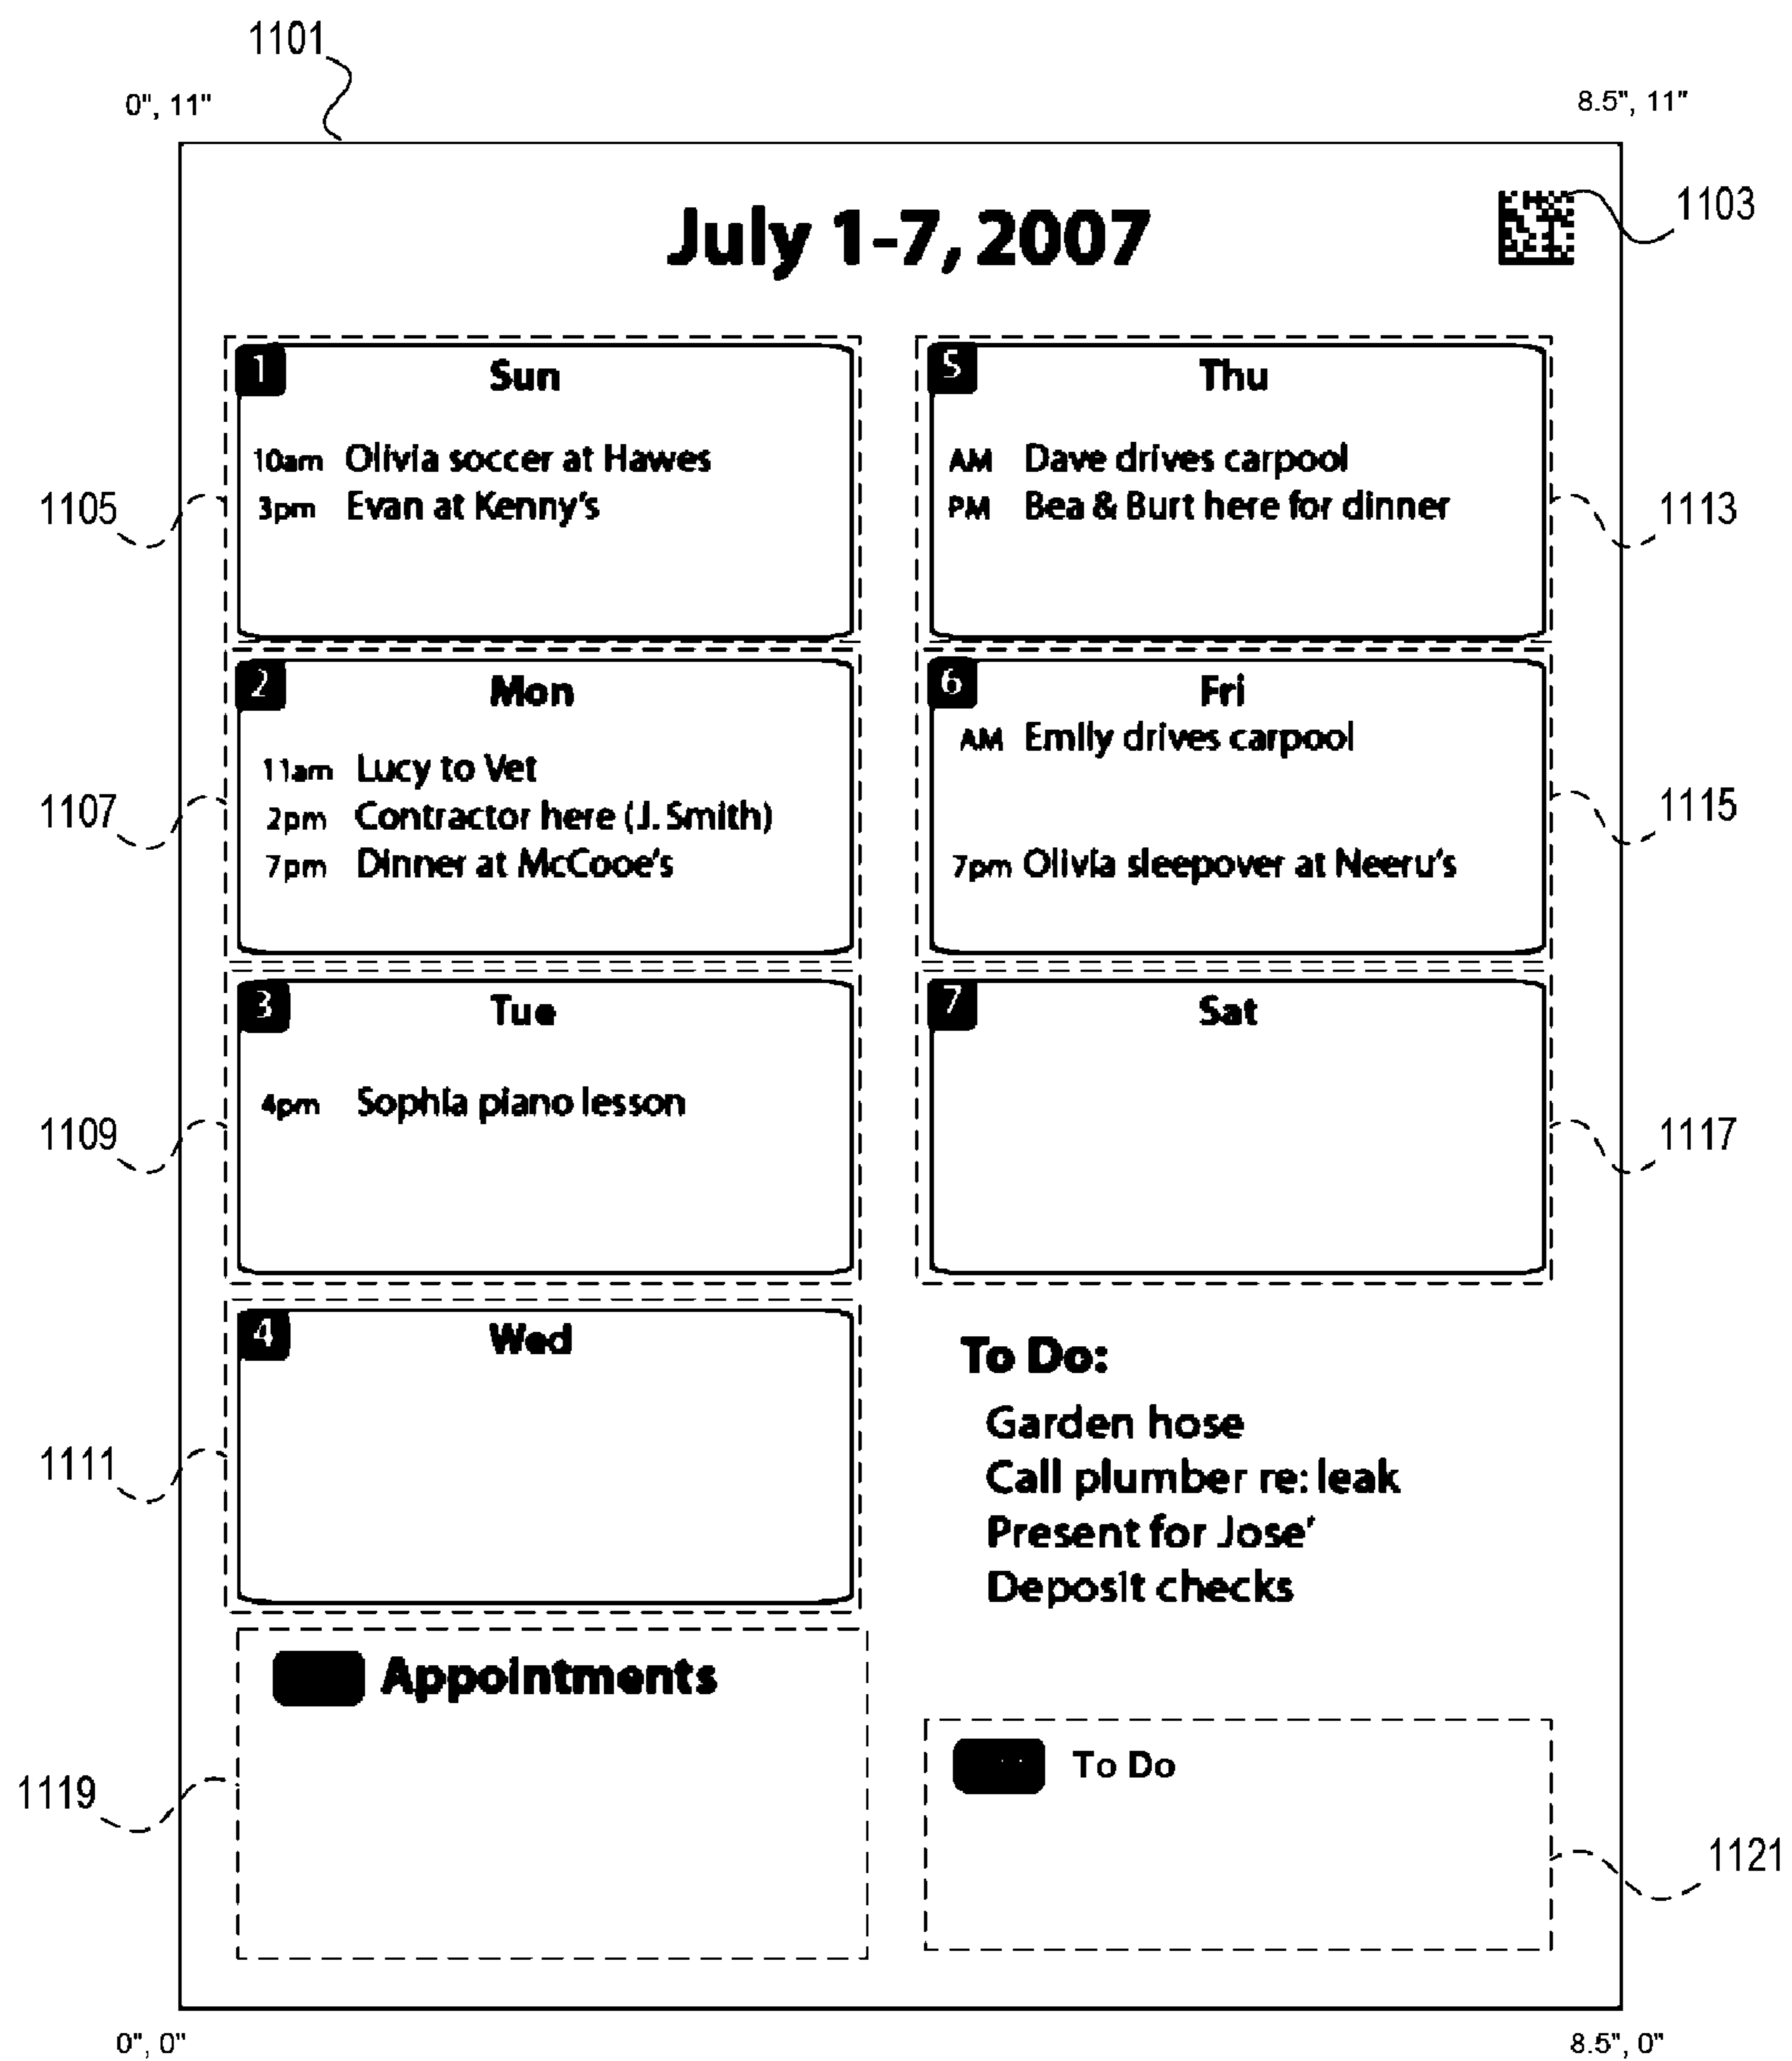 1101
0", 11"
8.5", 11"
July 1-7, 2007
1103
1 Sun
10am Olivia soccer at Hawes
3pm Evan at Kenny's
1105
5 Thu
AM Dave drives carpool
PM Bea & Burt here for dinner
1113
2 Mon
11am Lucy to Vet
2pm Contractor here (J. Smith)
7pm Dinner at McCooe's
1107
6 Fri
AM Emily drives carpool
7pm Olivia sleepover at Neeru's
1115
3 Tue
4pm Sophia piano lesson
1109
7 Sat
1117
4 Wed
1111
To Do:
Garden hose
Call plumber re: leak
Present for Jose'
Deposit checks
Appointments
1119
To Do
1121
0", 0"
8.5", 0"